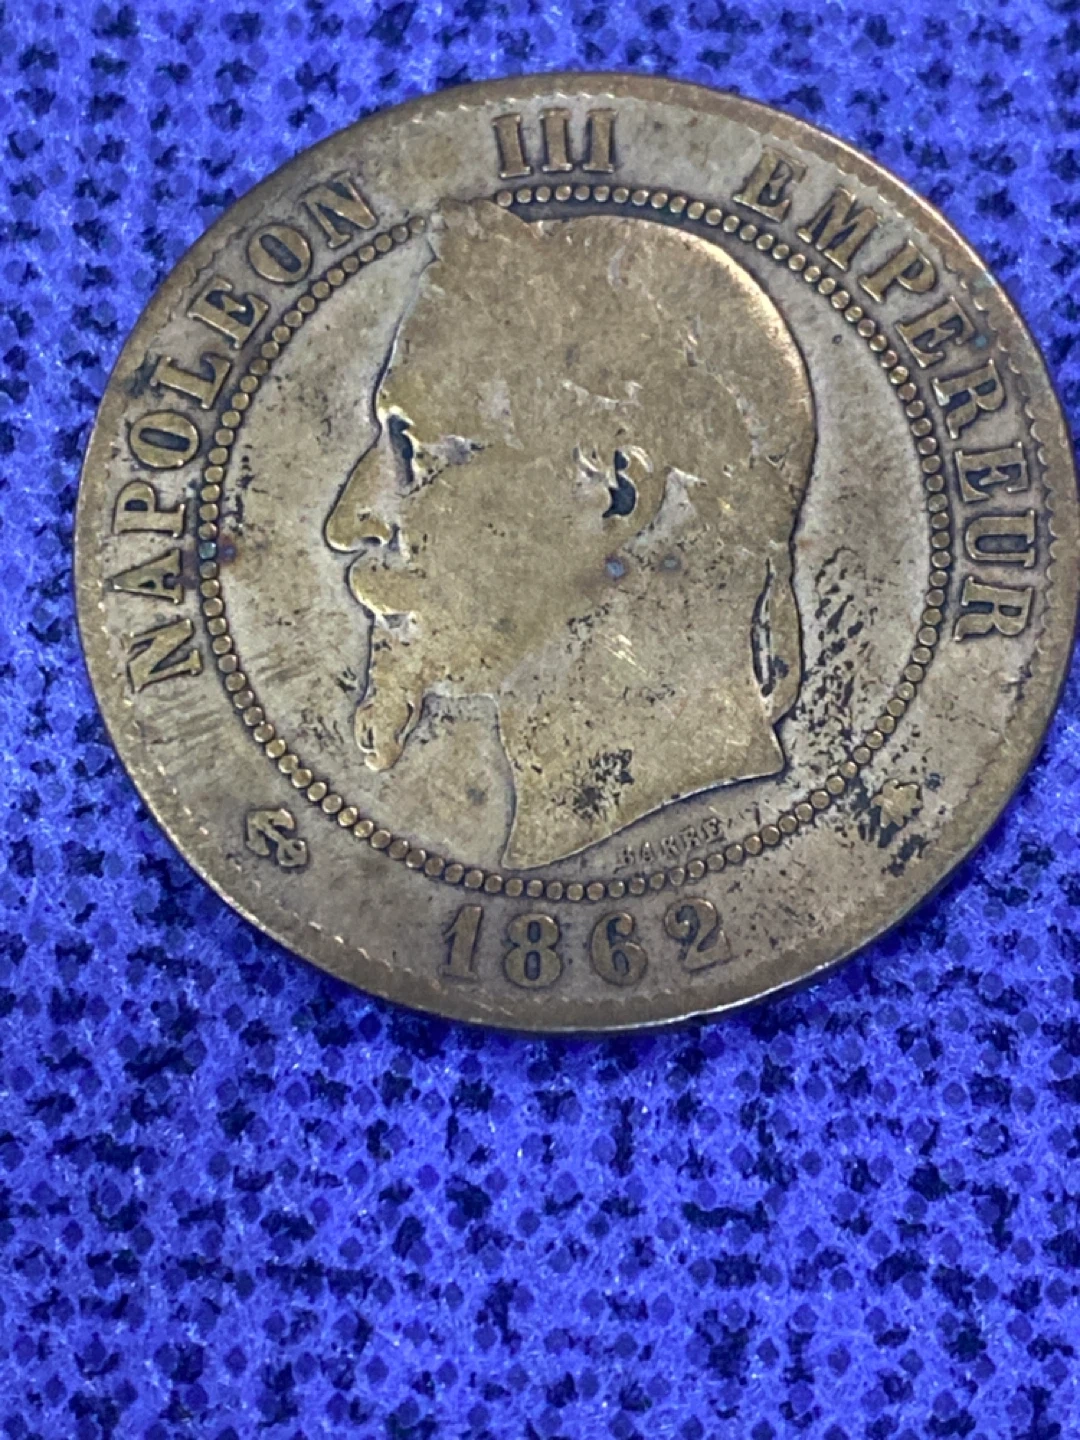 NAPOLEON III EMPEREUR
BARRE
1862